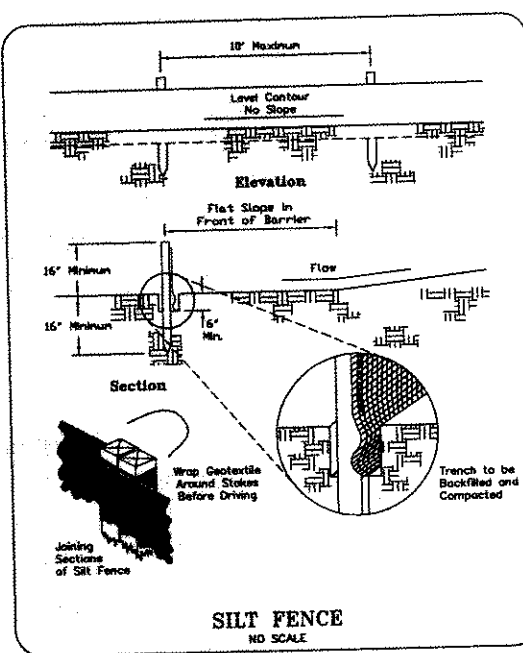 10' Maximum
Level Contour
No Slope
Elevation
Flat Slope in
Front of Barrier
16" Minimum
Flow
16" Minimum
6"
Min.
Section
Wrap Geotextile
Around Stakes
Before Driving
Trench to be
Backfilled and
Compacted
Joining
Sections
of Silt Fence
SILT FENCE
NO SCALE